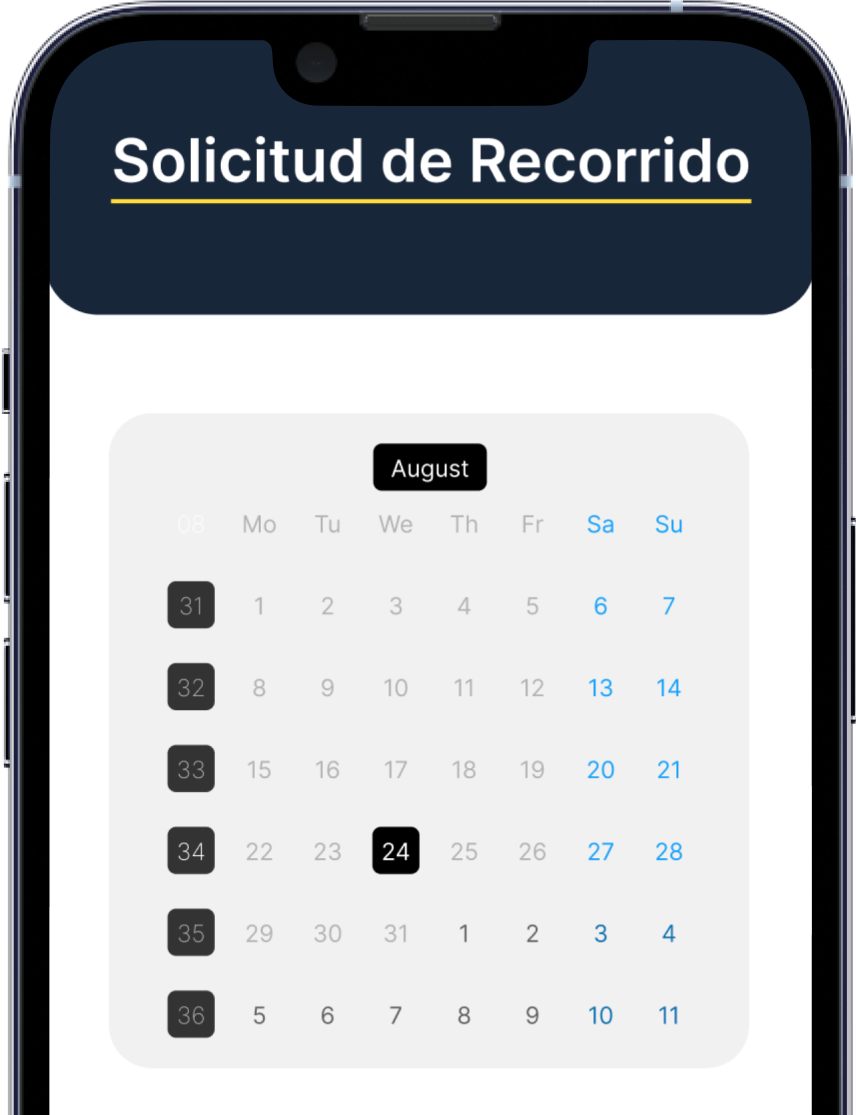 Solicitud de Recorrido
August
08 Mo Tu We Th Fr Sa Su
31 1 2 3 4 5 6 7
32 8 9 10 11 12 13 14
33 15 16 17 18 19 20 21
34 22 23 24 25 26 27 28
35 29 30 31 1 2 3 4
36 5 6 7 8 9 10 11